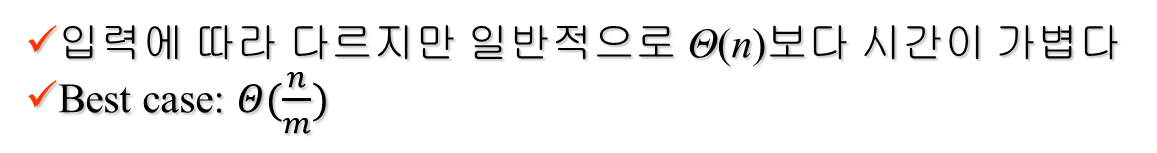 ✓입력에 따라 다르지만 일반적으로 Θ(n)보다 시간이 가볍다
✓Best case: Θ(n/m)